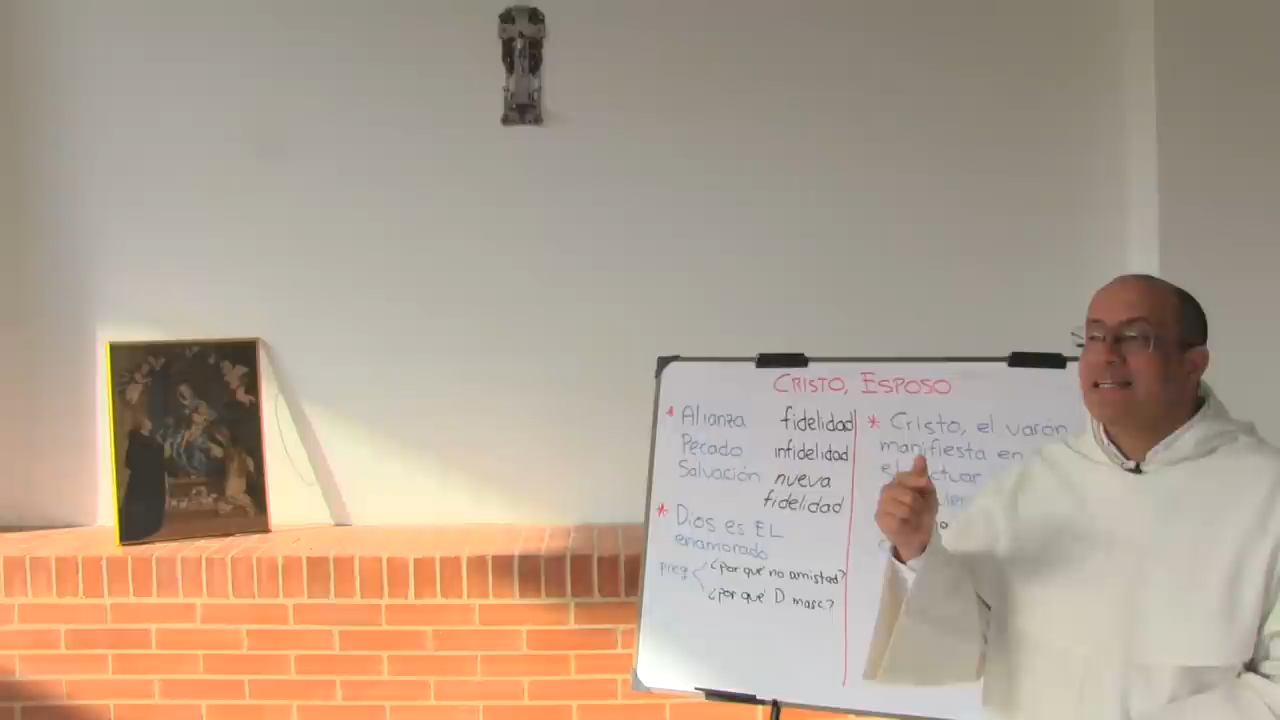 CRISTO, ESPOSO
* Alianza fidelidad
Pecado infidelidad
Salvación nueva
fidelidad
* Dios es EL
enamorado
preg ¿por qué no amistad?
¿por qué D masc?
* Cristo, el varón
manifiesta en